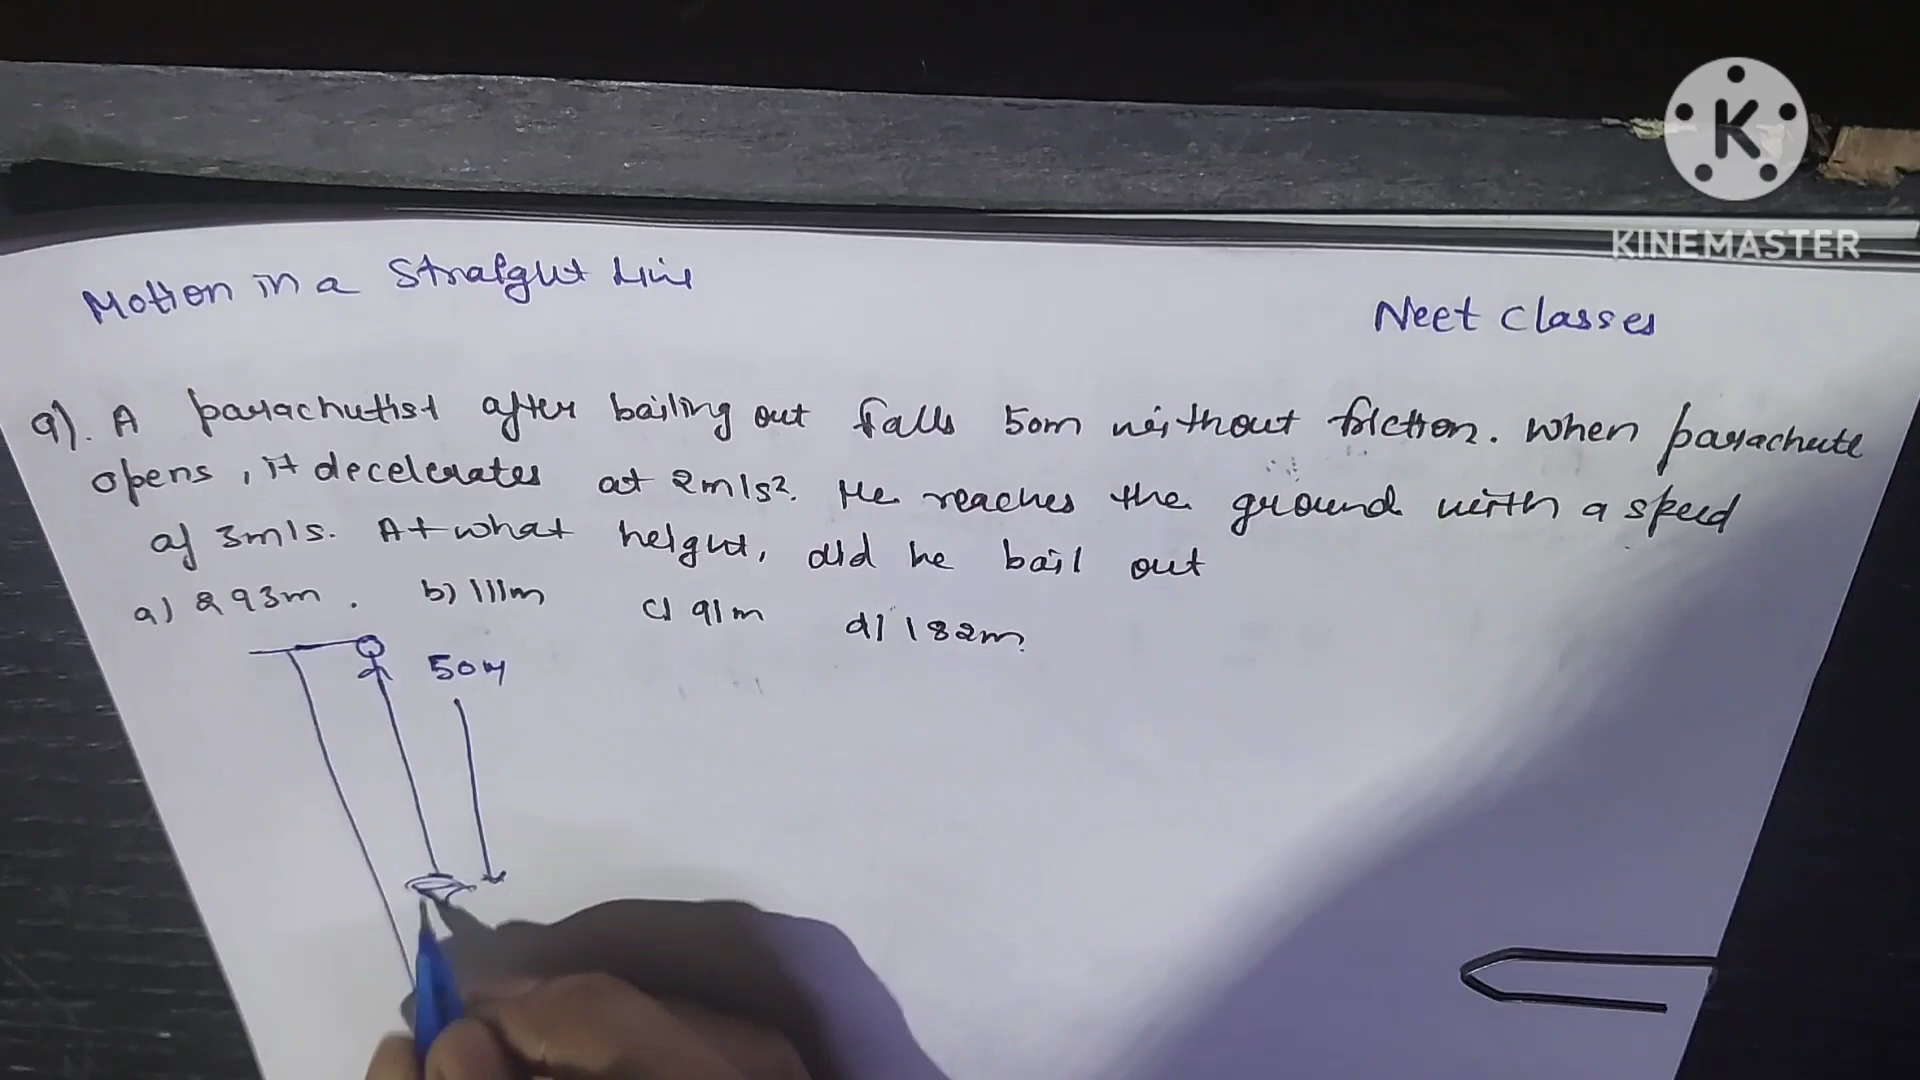 K
KINEMASTER
Motion in a Straight Line
Neet Classes
9). A parachutist after bailing out falls 50m without friction. When parachute
opens, it decelerates at 2m/s². He reaches the ground with a speed
of 3m/s. At what height, did he bail out
a) 293m. b) 111m c) 91m d) 182m
50m